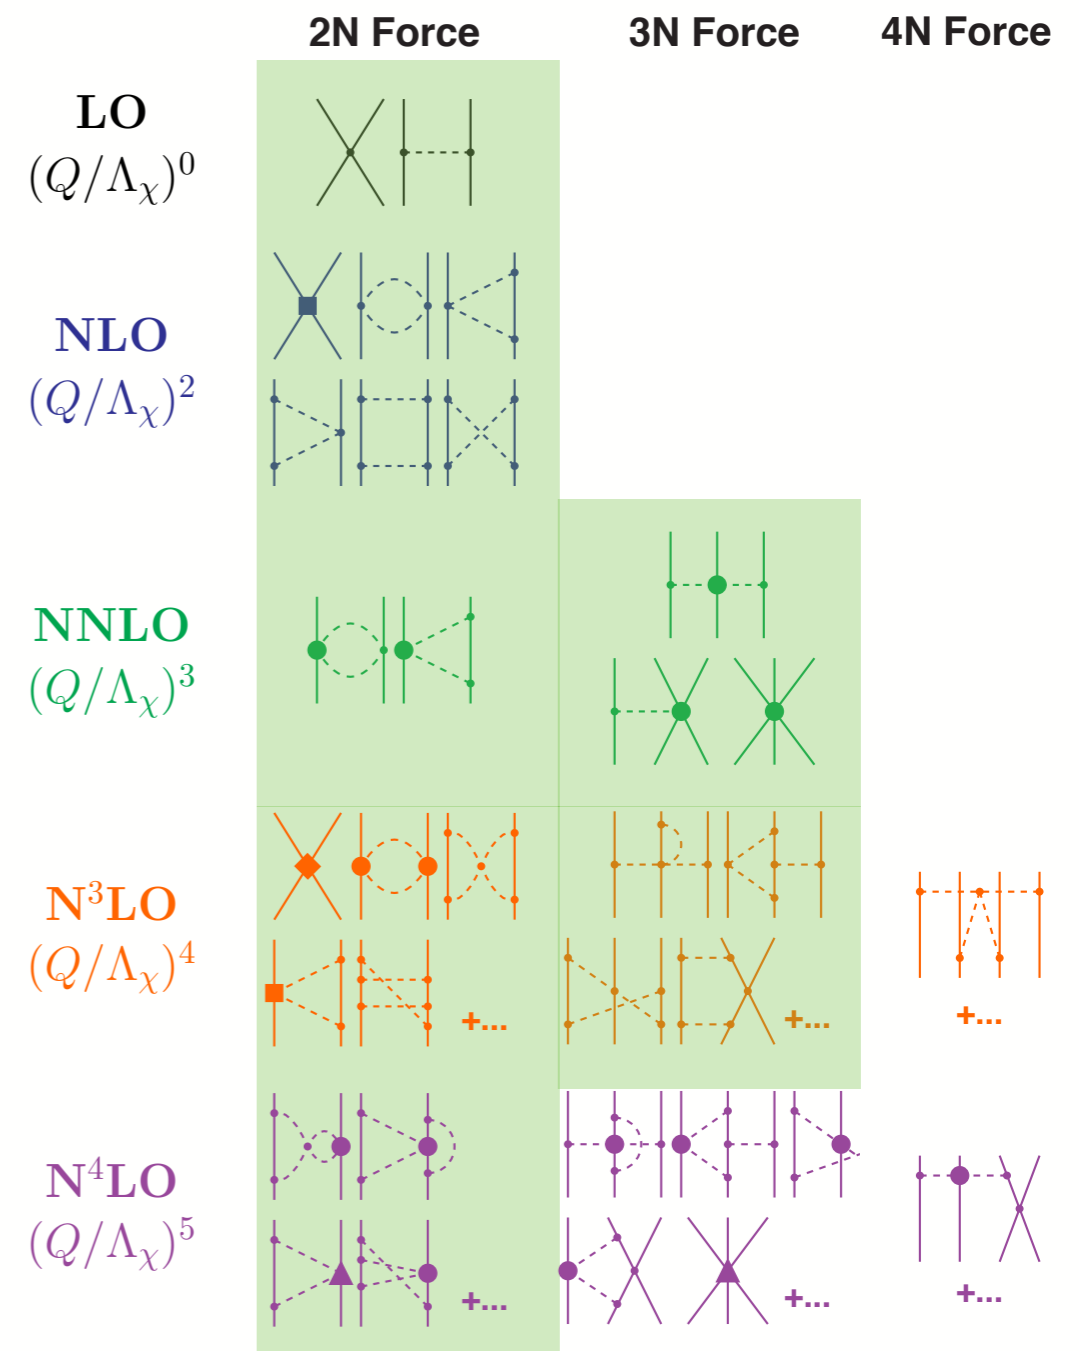 2N Force 3N Force 4N Force
LO
(Q/Λχ)⁰
NLO
(Q/Λχ)²
NNLO
(Q/Λχ)³
N³LO
(Q/Λχ)⁴
+... +... +...
N⁴LO
(Q/Λχ)⁵
+... +... +...